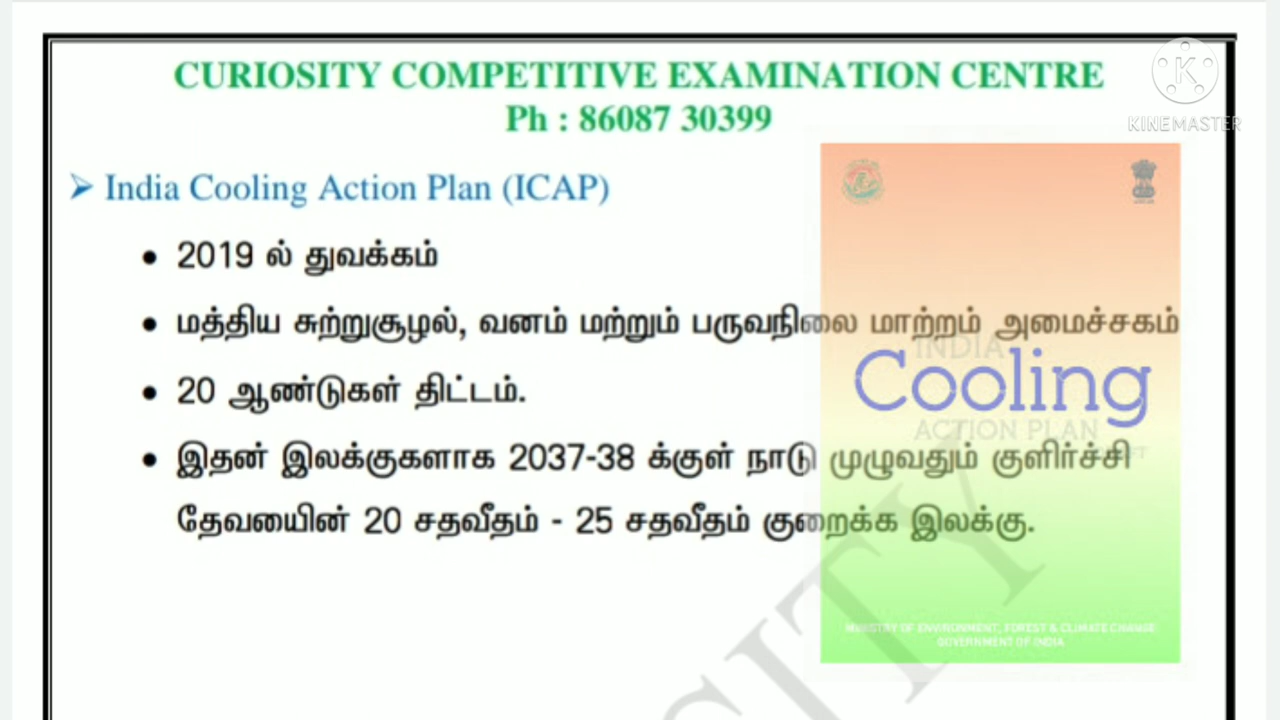 CURIOSITY COMPETITIVE EXAMINATION CENTRE
Ph : 86087 30399
KINEMASTER
➢ India Cooling Action Plan (ICAP)
• 2019 ல் துவக்கம்
• மத்திய சுற்றுசூழல், வனம் மற்றும் பருவநிலை மாற்றம் அமைச்சகம்
• 20 ஆண்டுகள் திட்டம்.
• இதன் இலக்குகளாக 2037-38 க்குள் நாடு முழுவதும் குளிர்ச்சி
தேவயைின் 20 சதவீதம் - 25 சதவீதம் குறைக்க இலக்கு.
INDIA
Cooling
ACTION PLAN
MINISTRY OF ENVIRONMENT, FOREST & CLIMATE CHANGE
GOVERNMENT OF INDIA